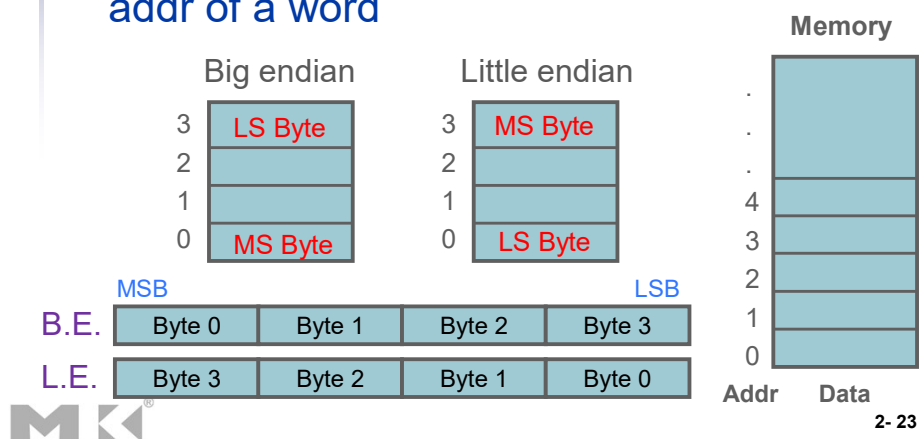 addr of a word
Memory
Big endian
Little endian
3 LS Byte
2
1
0 MS Byte
3 MS Byte
2
1
0 LS Byte
MSB LSB
B.E. Byte 0 Byte 1 Byte 2 Byte 3
L.E. Byte 3 Byte 2 Byte 1 Byte 0
.
.
.
4
3
2
1
0
Addr Data
MK®
2- 23